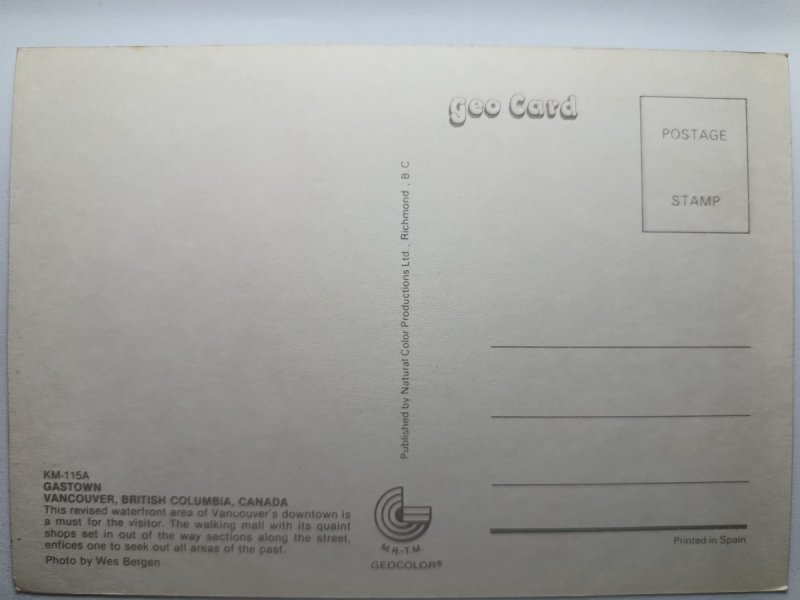 geo Card
POSTAGE
STAMP
Published by Natural Color Productions Ltd., Richmond, B.C
KM-115A
GASTOWN
VANCOUVER, BRITISH COLUMBIA, CANADA
This revised waterfront area of Vancouver's downtown is
a must for the visitor. The walking mall with its quaint
shops set in out of the way sections along the street,
entices one to seek out all areas of the past.
Photo by Wes Bergen
M.R.-T.M.
GEOCOLOR®
Printed in Spain